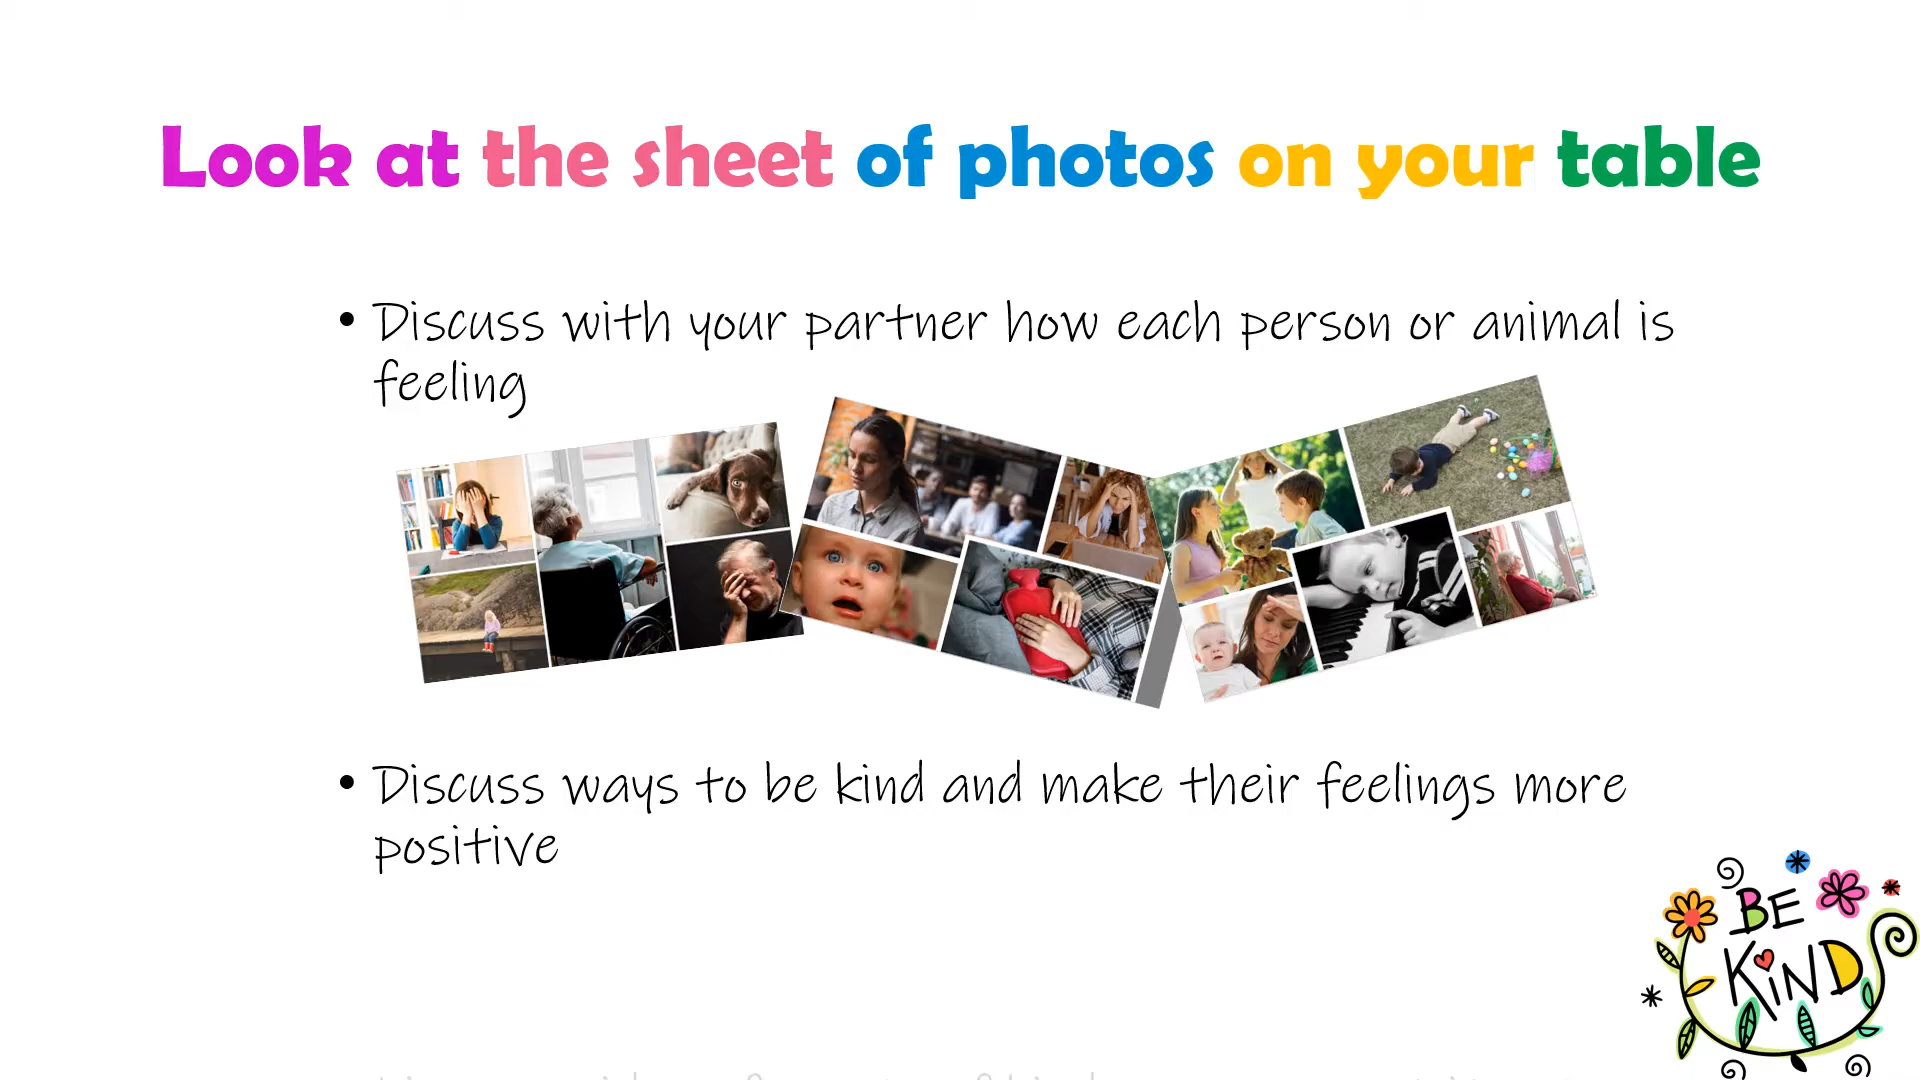 Look at the sheet of photos on your table
• Discuss with your partner how each person or animal is
feeling
• Discuss ways to be kind and make their feelings more
positive
BE
KiND